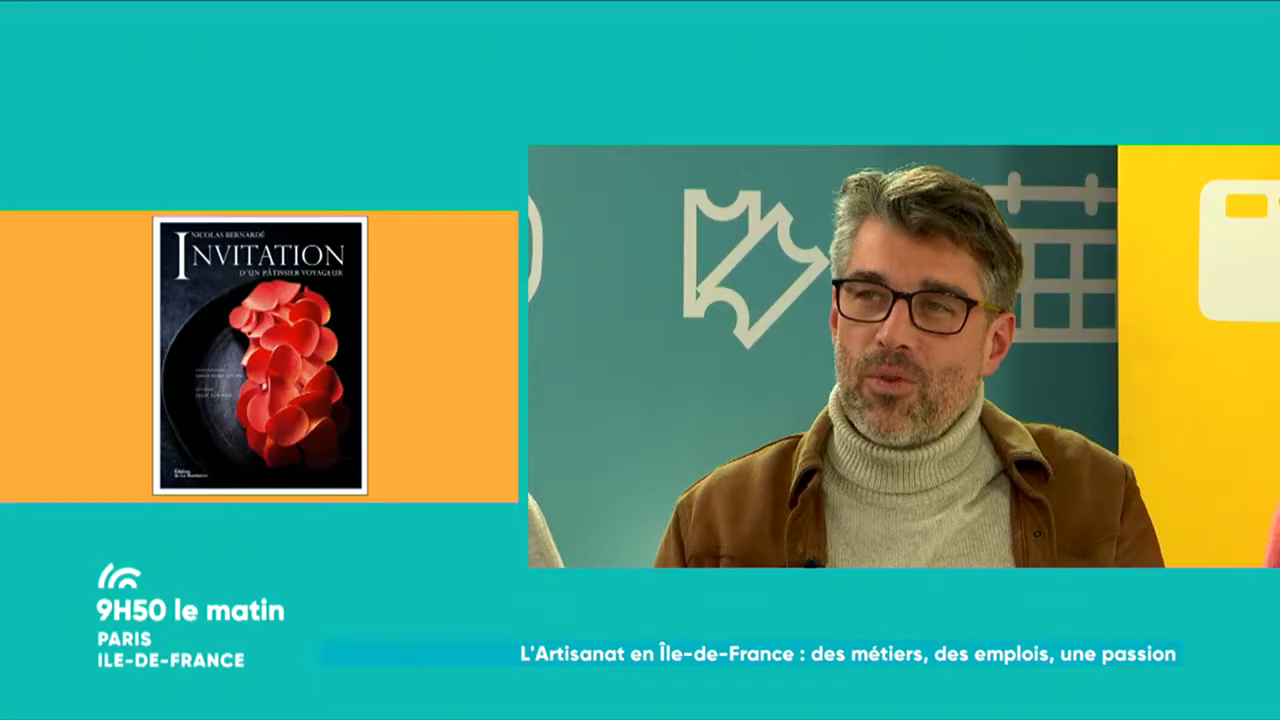 NICOLAS BERNARDÉ
INVITATION
D'UN PÂTISSIER VOYAGEUR
9H50 le matin
PARIS
ILE-DE-FRANCE
L'Artisanat en Île-de-France : des métiers, des emplois, une passion